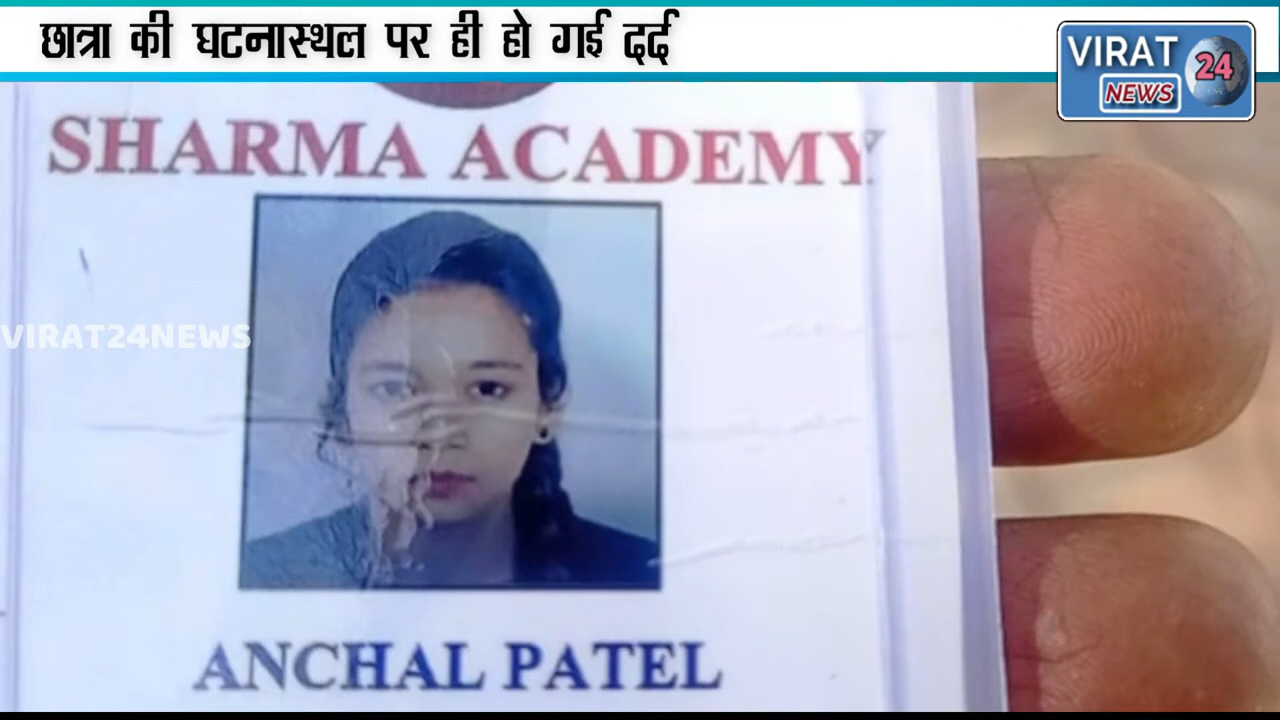 छात्रा की घटनास्थल पर ही हो गई दर्द
VIRAT
24
NEWS
SHARMA ACADEMY
VIRAT24NEWS
ANCHAL PATEL